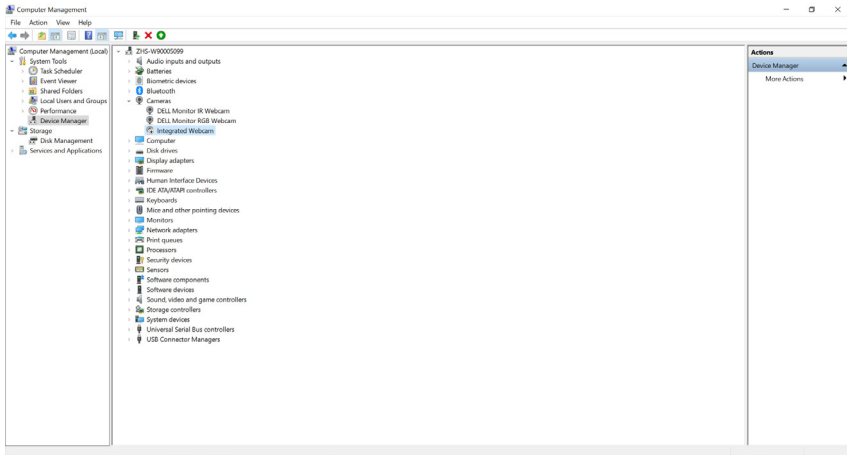 Computer Management
File Action View Help
Computer Management (Local)
System Tools
Task Scheduler
Event Viewer
Shared Folders
Local Users and Groups
Performance
Device Manager
Storage
Disk Management
Services and Applications
ZHS-W90005099
Audio inputs and outputs
Batteries
Biometric devices
Bluetooth
Cameras
DELL Monitor IR Webcam
DELL Monitor RGB Webcam
Integrated Webcam
Computer
Disk drives
Display adapters
Firmware
Human Interface Devices
IDE ATA/ATAPI controllers
Keyboards
Mice and other pointing devices
Monitors
Network adapters
Print queues
Processors
Security devices
Sensors
Software components
Software devices
Sound, video and game controllers
Storage controllers
System devices
Universal Serial Bus controllers
USB Connector Managers
Actions
Device Manager
More Actions